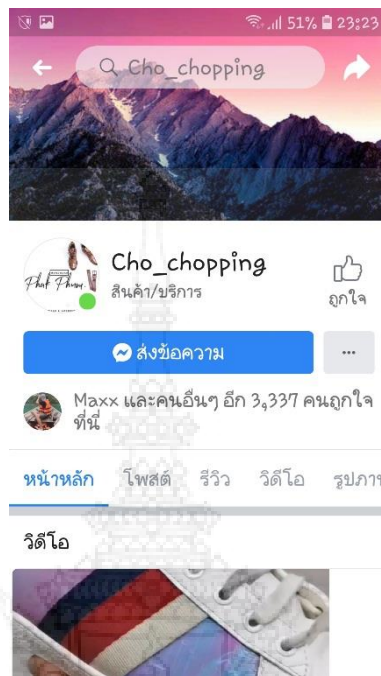 51% 23:23
Cho_chopping
Cho_chopping
สินค้า/บริการ
ถูกใจ
ส่งข้อความ
Maxx และคนอื่นๆ อีก 3,337 คนถูกใจ
ที่นี่
หน้าหลัก โพสต์ รีวิว วิดีโอ รูปภา
วิดีโอ